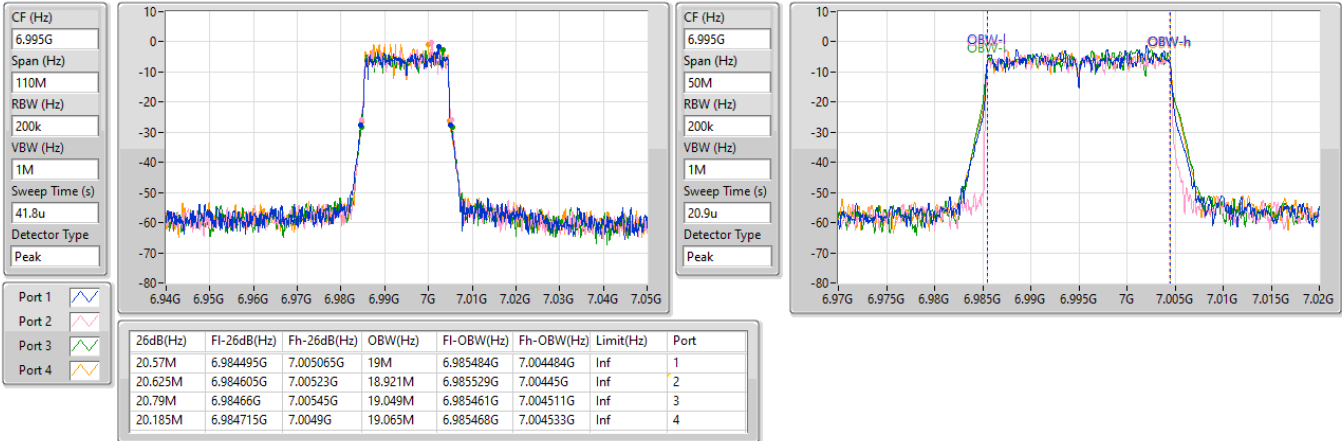 CF (Hz)
6.995G
Span (Hz)
110M
RBW (Hz)
200k
VBW (Hz)
1M
Sweep Time (s)
41.8u
Detector Type
Peak
10
0
-10
-20
-30
-40
-50
-60
-70
-80
6.94G 6.95G 6.96G 6.97G 6.98G 6.99G 7G 7.01G 7.02G 7.03G 7.04G 7.05G
CF (Hz)
6.995G
Span (Hz)
50M
RBW (Hz)
200k
VBW (Hz)
1M
Sweep Time (s)
20.9u
Detector Type
Peak
10
0
-10
-20
-30
-40
-50
-60
-70
-80
OBW-l
OBW-h
6.97G 6.975G 6.98G 6.985G 6.99G 6.995G 7G 7.005G 7.01G 7.015G 7.02G
Port 1
Port 2
Port 3
Port 4
26dB(Hz) Fl-26dB(Hz) Fh-26dB(Hz) OBW(Hz) Fl-OBW(Hz) Fh-OBW(Hz) Limit(Hz) Port
20.57M 6.984495G 7.005065G 19M 6.985484G 7.004484G Inf 1
20.625M 6.984605G 7.00523G 18.921M 6.985529G 7.00445G Inf 2
20.79M 6.98466G 7.00545G 19.049M 6.985461G 7.004511G Inf 3
20.185M 6.984715G 7.0049G 19.065M 6.985468G 7.004533G Inf 4